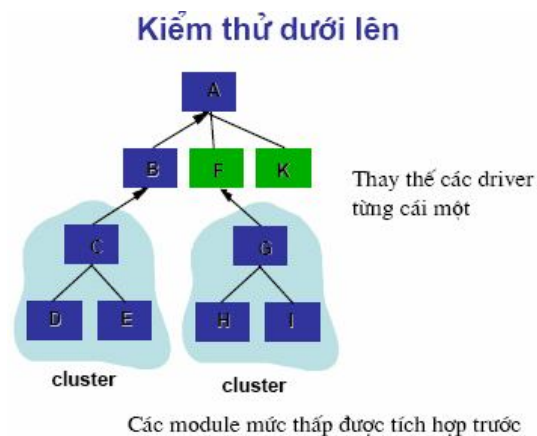 Kiểm thử dưới lên
A
B F K
Thay thế các driver
từng cái một
C G
D E H I
cluster cluster
Các module mức thấp được tích hợp trước